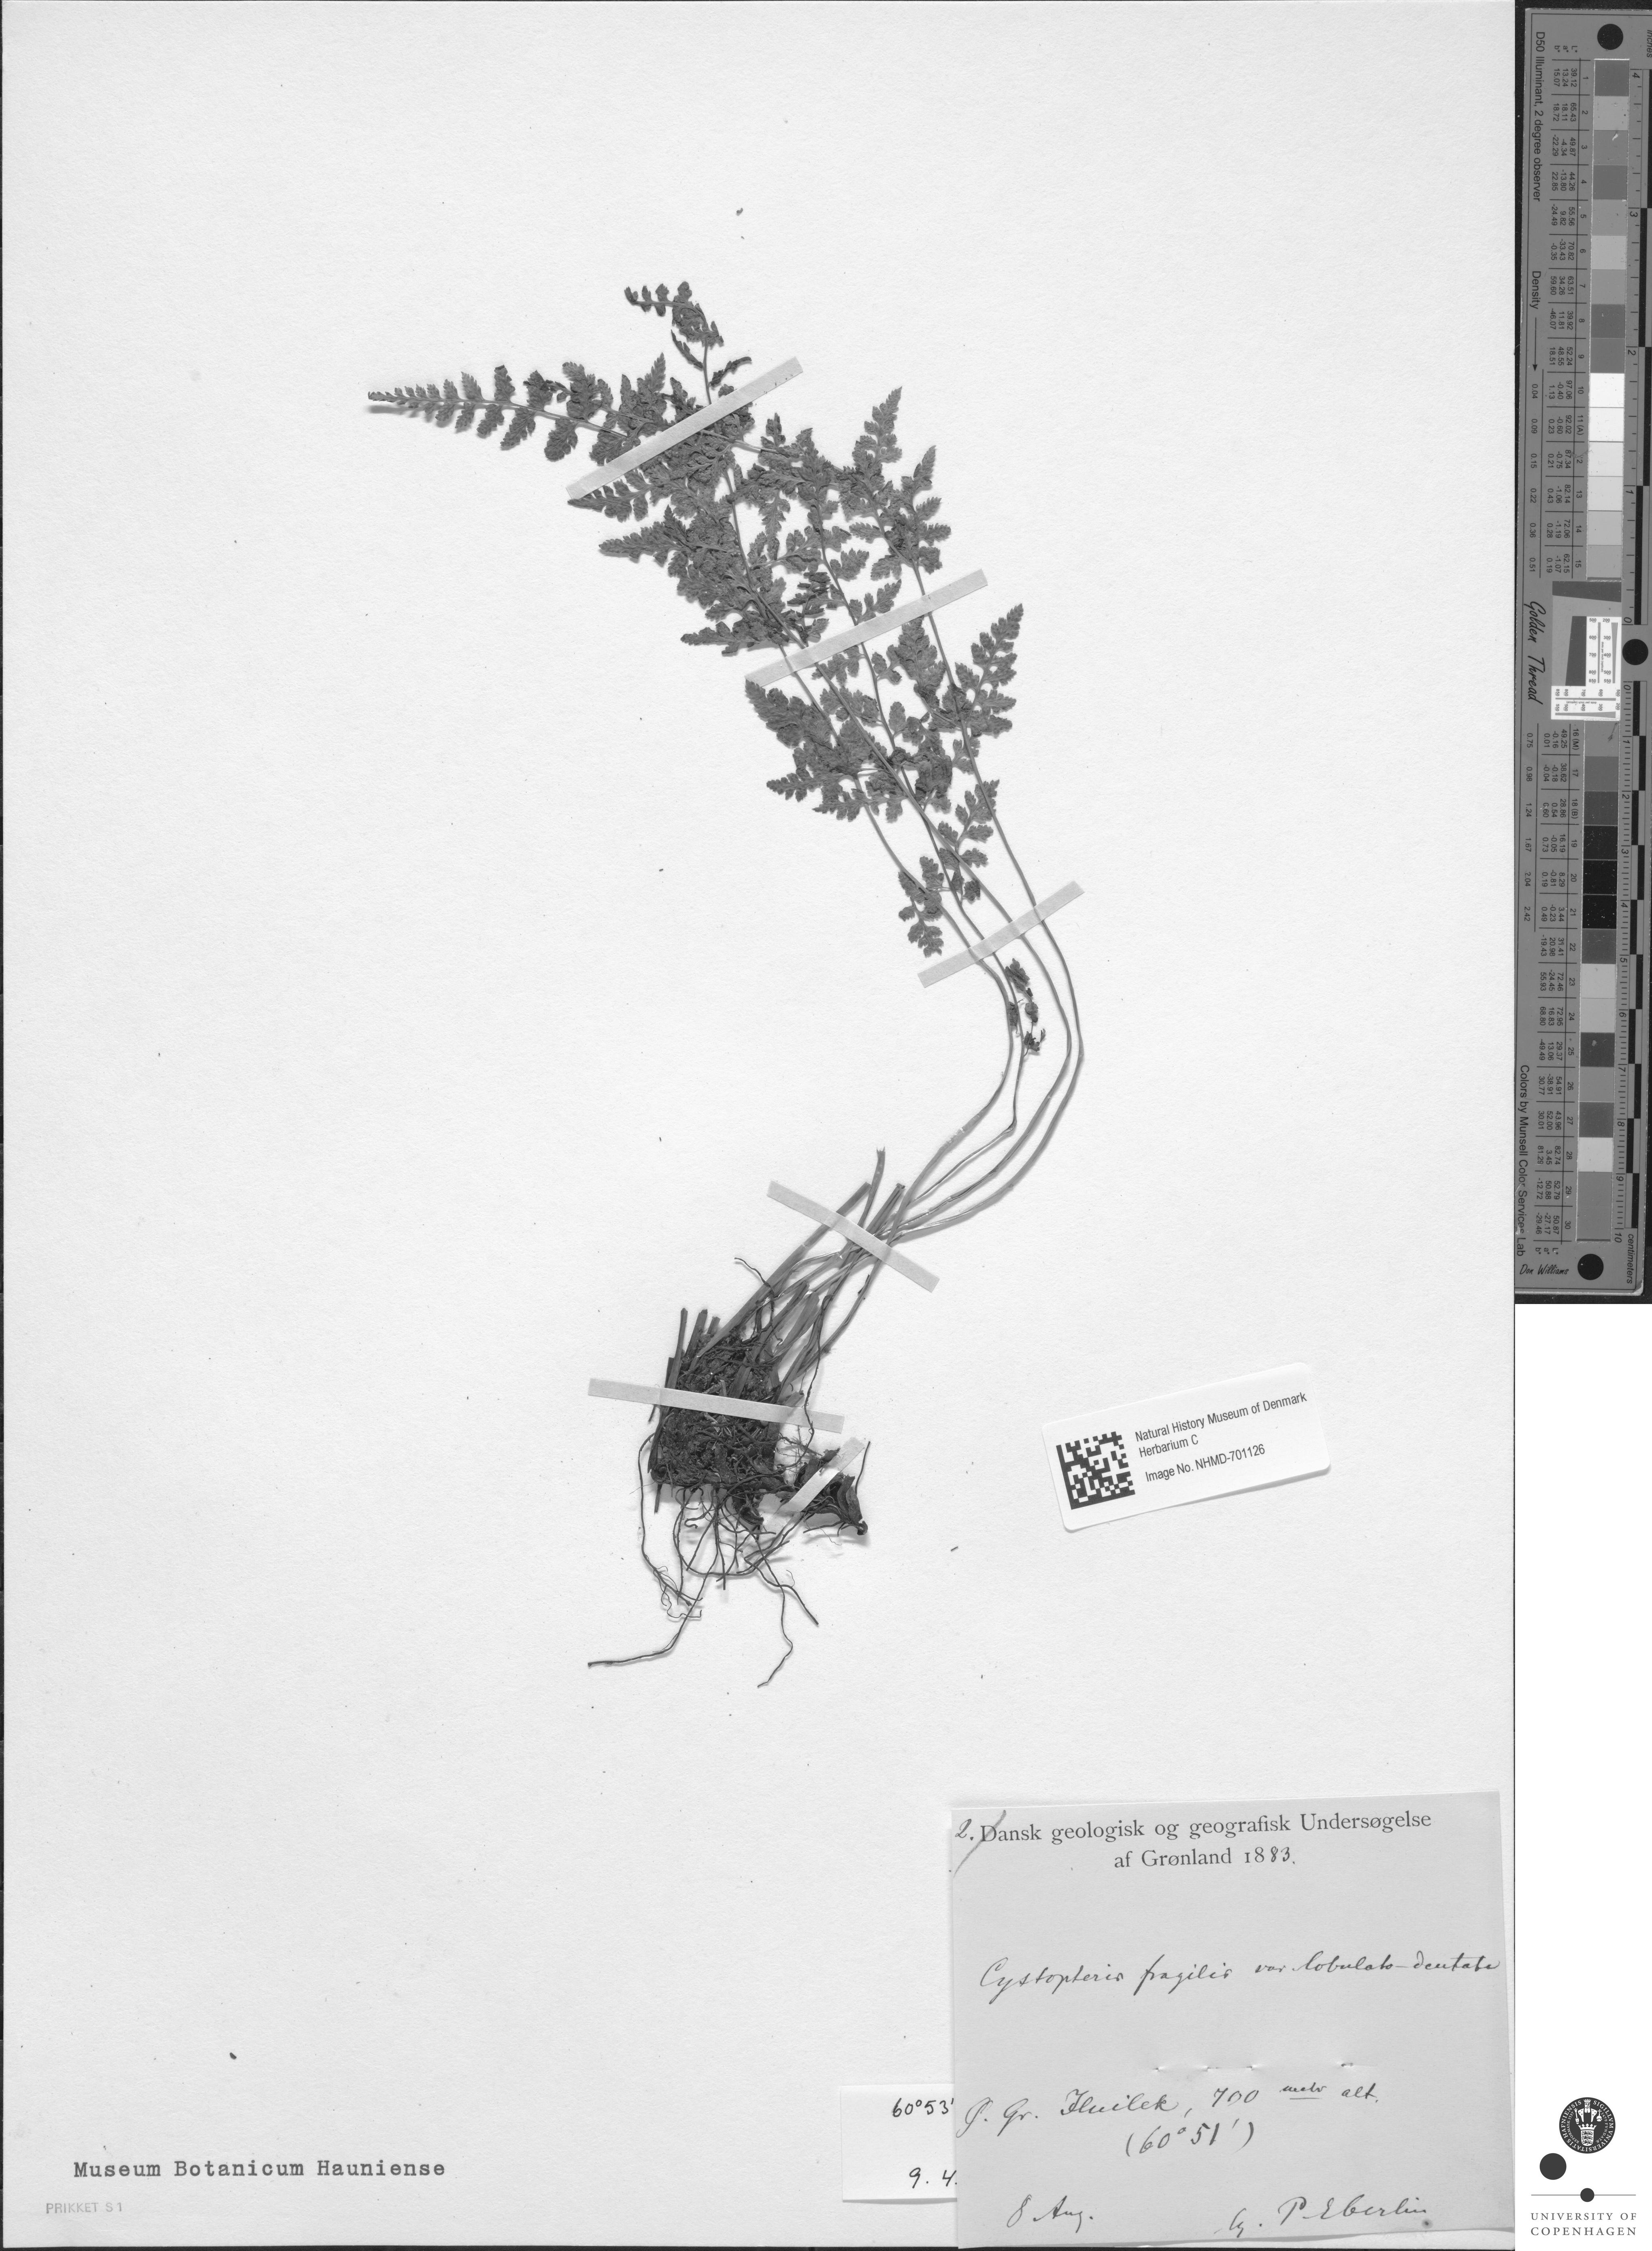 Natural History Museum of Denmark
Herbarium C
Image No. NHMD-701126
2. Dansk geologisk og geografisk Undersøgelse
af Grønland 1883.
Cystopteris fragilis var. lobulato-dentata
Ø. Gr. Iluilek, 700 metr alt.
(60°51')
8 Aug.
lg. P. Eberlin
60°53'
9. 4.
Museum Botanicum Hauniense
PRIKKET S 1
D50 Illuminant, 2 degree observer
Density
Golden Thread
Colors by Munsell Color Services Lab
Don Williams
inches
centimeters
UNIVERSITY OF
COPENHAGEN